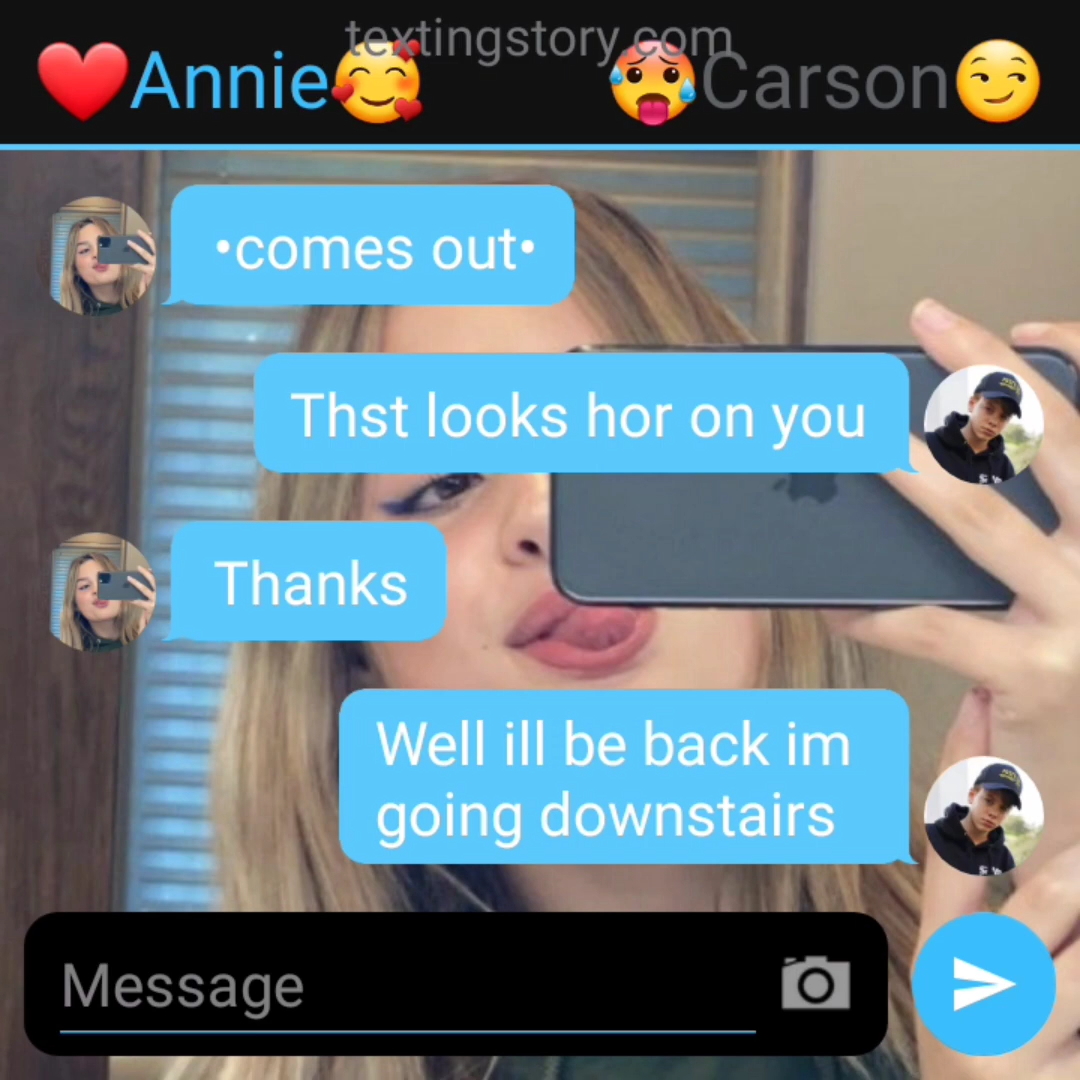 textingstory.com
❤️Annie🥰 🥵Carson😏
•comes out•
Thst looks hor on you
Thanks
Well ill be back im
going downstairs
Message